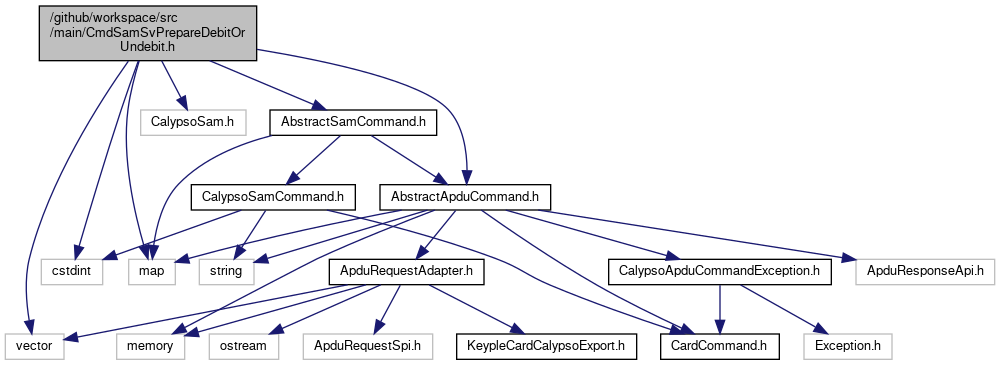 /github/workspace/src
/main/CmdSamSvPrepareDebitOr
Undebit.h
CalypsoSam.h
AbstractSamCommand.h
CalypsoSamCommand.h
AbstractApduCommand.h
cstdint
map
string
ApduRequestAdapter.h
CalypsoApduCommandException.h
ApduResponseApi.h
vector
memory
ostream
ApduRequestSpi.h
KeypleCardCalypsoExport.h
CardCommand.h
Exception.h